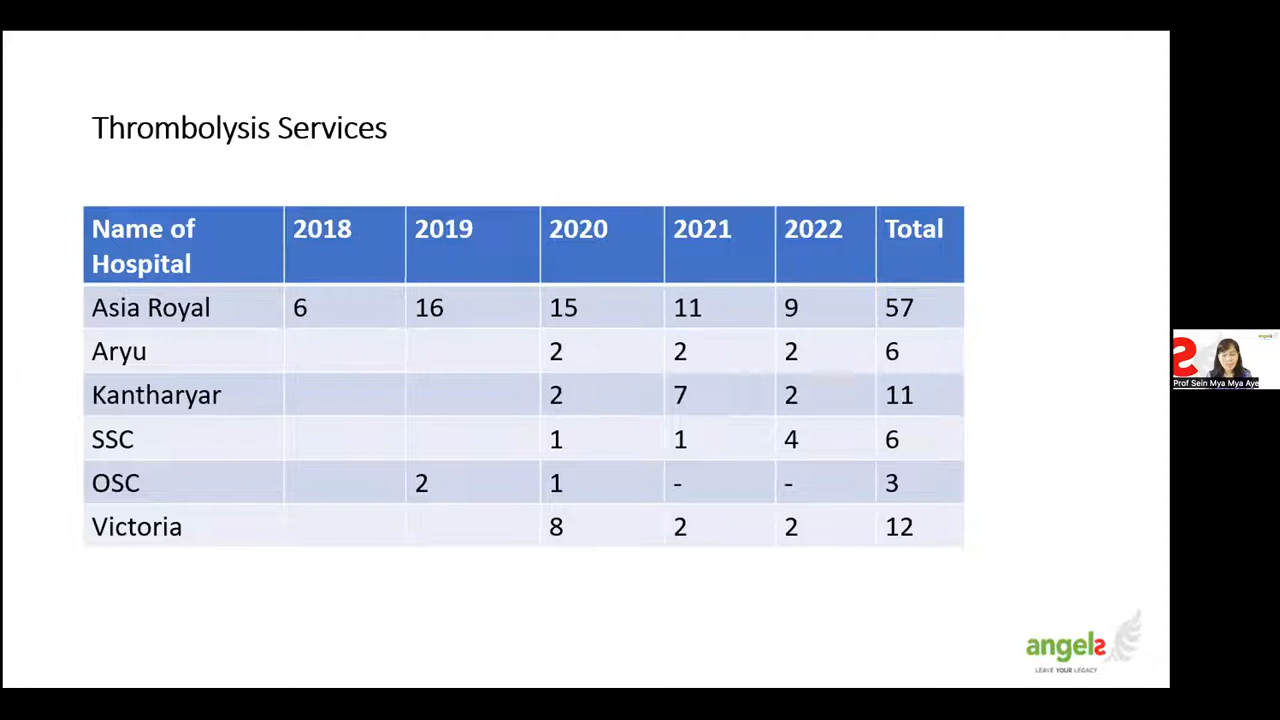 Thrombolysis Services
Name of Hospital 2018 2019 2020 2021 2022 Total
Asia Royal 6 16 15 11 9 57
Aryu 2 2 2 6
Kantharyar 2 7 2 11
SSC 1 1 4 6
OSC 2 1 - - 3
Victoria 8 2 2 12
S
Prof Sein Mya Mya Aye
angels
LEAVE YOUR LEGACY